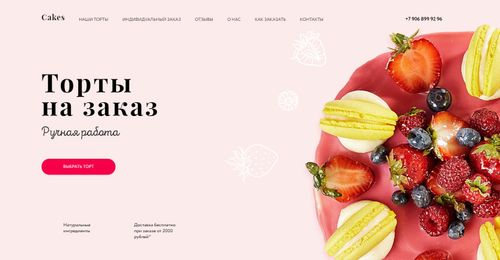 Cakes
НАШИ ТОРТЫ
ИНДИВИДУАЛЬНЫЙ ЗАКАЗ
ОТЗЫВЫ
О НАС
КАК ЗАКАЗАТЬ
КОНТАКТЫ
+7 906 899 92 96
Торты
на заказ
Ручная работа
ВЫБРАТЬ ТОРТ
Натуральные
ингредиенты
Доставка бесплатно
при заказе от 2000
рублей*